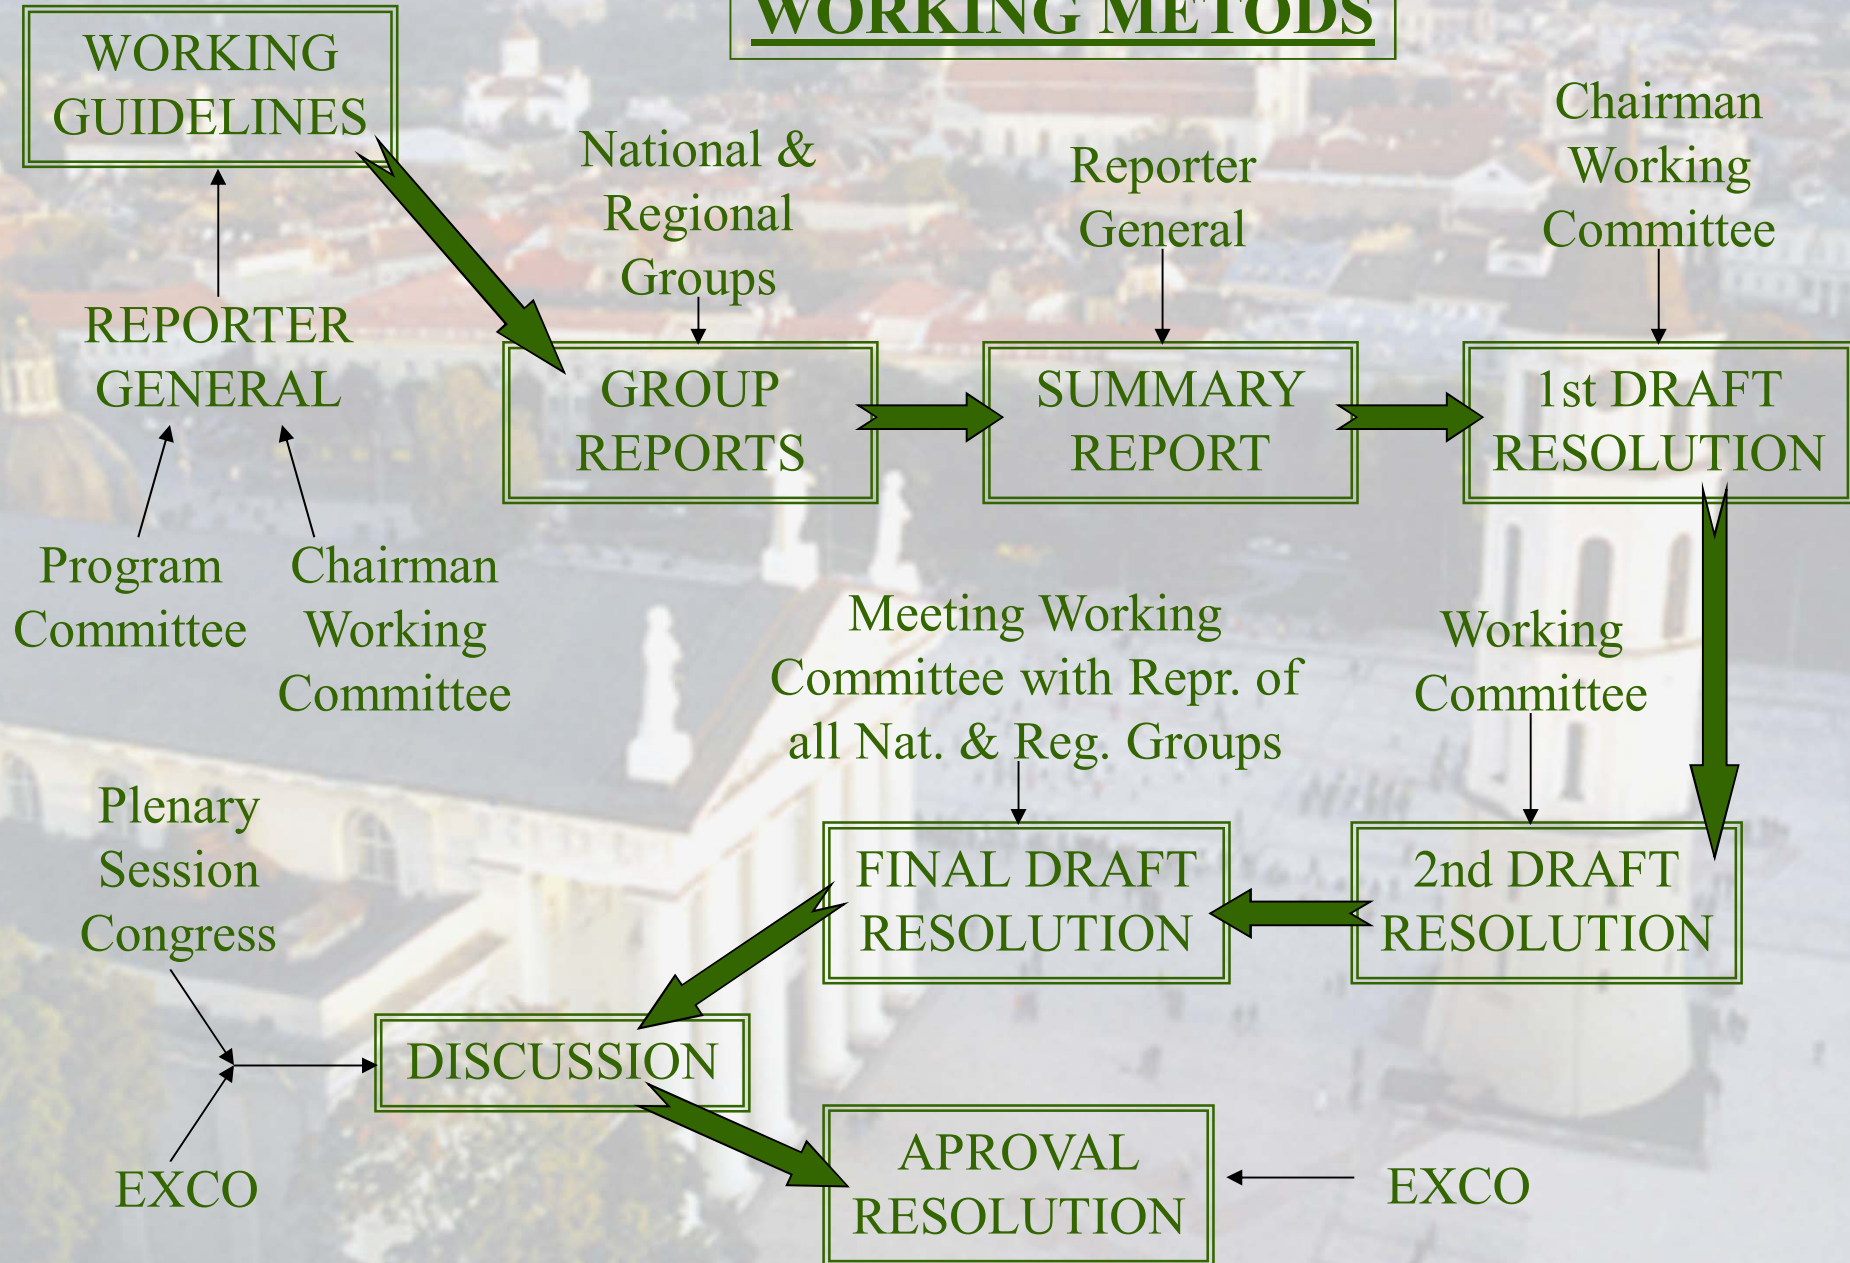 WORKING METODS
WORKING
GUIDELINES
National &
Regional
Groups
Reporter
General
Chairman
Working
Committee
REPORTER
GENERAL
GROUP
REPORTS
SUMMARY
REPORT
1st DRAFT
RESOLUTION
Program
Committee
Chairman
Working
Committee
Meeting Working
Committee with Repr. of
all Nat. & Reg. Groups
Working
Committee
Plenary
Session
Congress
FINAL DRAFT
RESOLUTION
2nd DRAFT
RESOLUTION
DISCUSSION
EXCO
APROVAL
RESOLUTION
EXCO